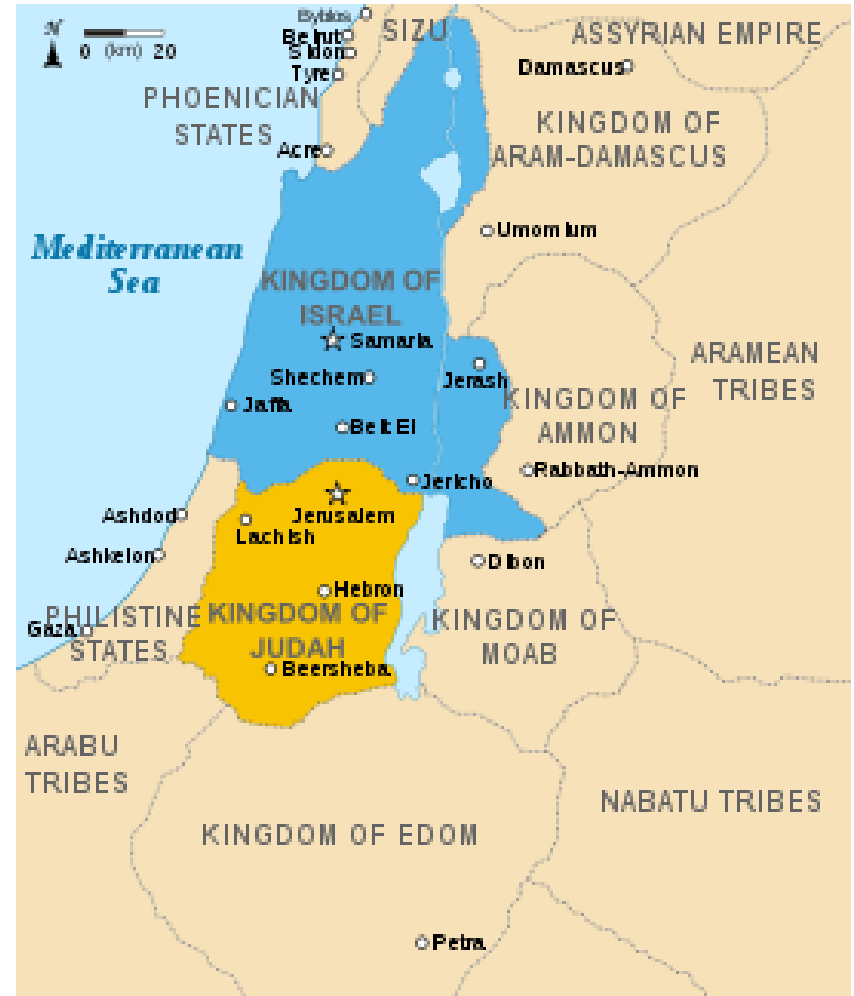 Byblos
N
0 (km) 20
Beirut
Sidon
Tyre
SIZU
ASSYRIAN EMPIRE
Damascus
PHOENICIAN
STATES
KINGDOM OF
ARAM-DAMASCUS
Acre
Umomium
Mediterranean
Sea
KINGDOM OF
ISRAEL
Samaria
Shechem
Jerash
ARAMEAN
TRIBES
Jaffa
KINGDOM OF
AMMON
Beit El
Rabbath-Ammon
Jericho
Jerusalem
Ashdod
Lachish
Ashkelon
Dibon
Hebron
PHILISTINE
STATES
Gaza
KINGDOM OF
JUDAH
KINGDOM OF
MOAB
Beersheba
ARABU
TRIBES
NABATU TRIBES
KINGDOM OF EDOM
Petra